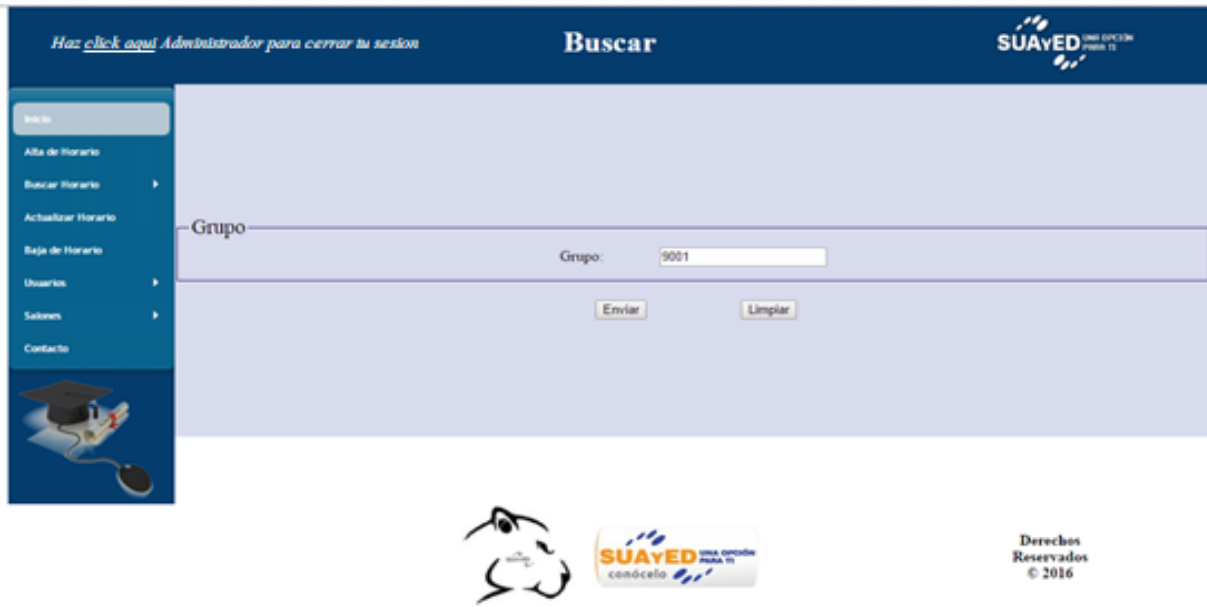 Haz click aqui Administrador para cerrar tu sesion
Buscar
SUAyED UNA OPCIÓN
PARA TI
Inicio
Alta de Horario
Buscar Horario
Actualizar Horario
Baja de Horario
Usuarios
Salones
Contacto
Grupo
Grupo: 9001
Enviar Limpiar
SUAyED UNA OPCIÓN
PARA TI
conócelo
Derechos
Reservados
© 2016